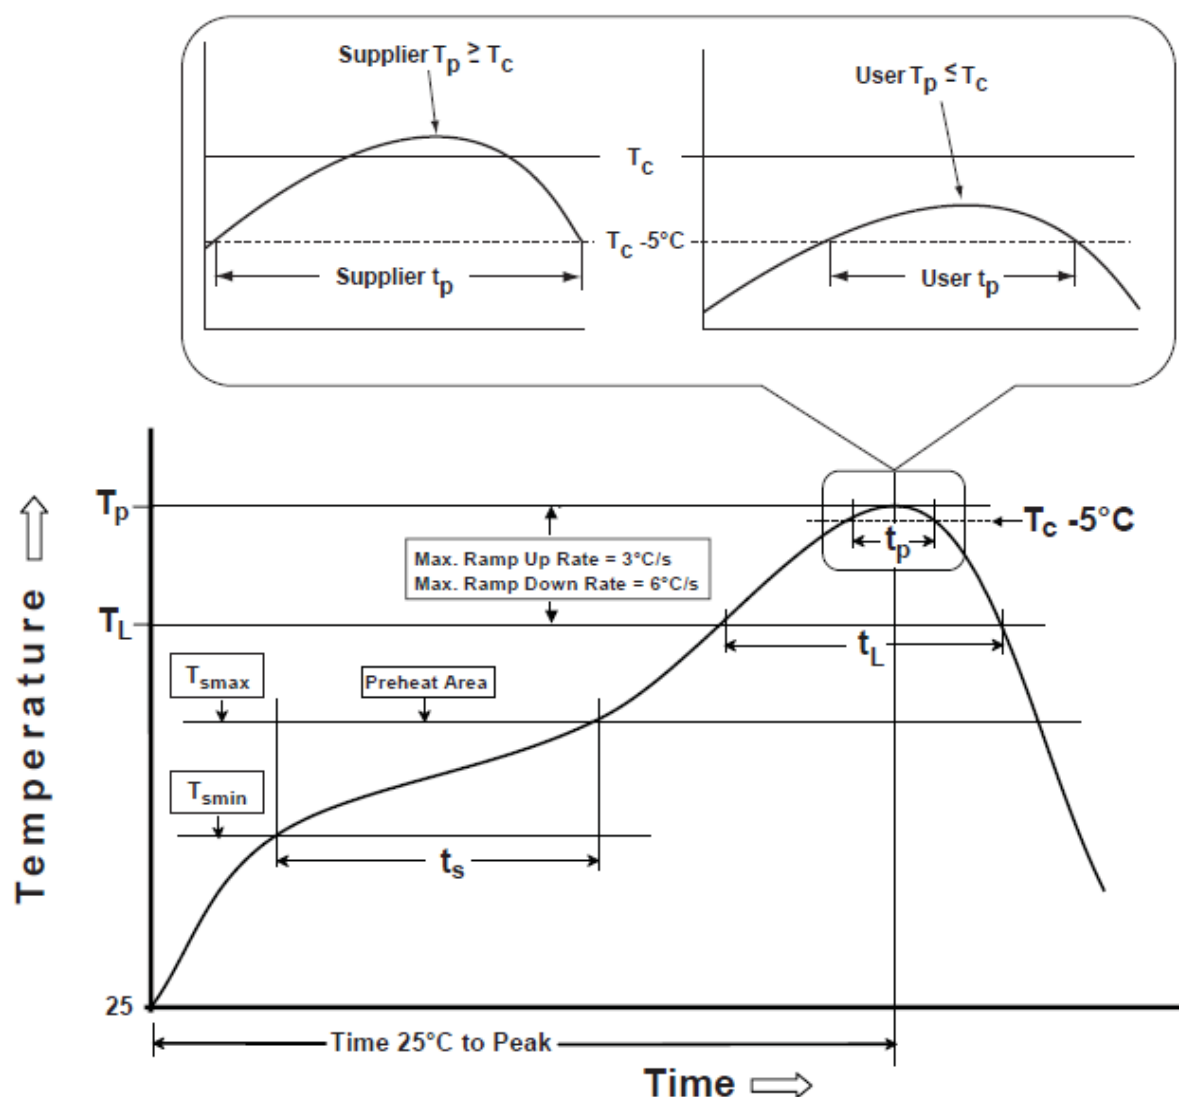 Supplier Tp ≥ Tc
User Tp ≤ Tc
Tc
Tc -5°C
Supplier tp
User tp
Tp
Tc -5°C
tp
Max. Ramp Up Rate = 3°C/s
Max. Ramp Down Rate = 6°C/s
TL
tL
Tsmax
Preheat Area
Tsmin
ts
Temperature
25
Time 25°C to Peak
Time